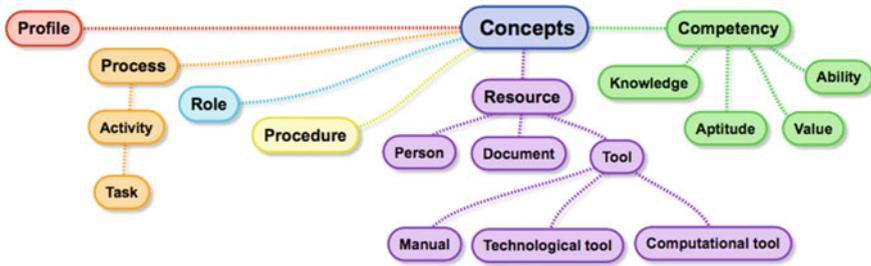 Profile
Concepts
Competency
Process
Role
Procedure
Resource
Knowledge
Ability
Activity
Aptitude
Value
Person
Document
Tool
Task
Manual
Technological tool
Computational tool